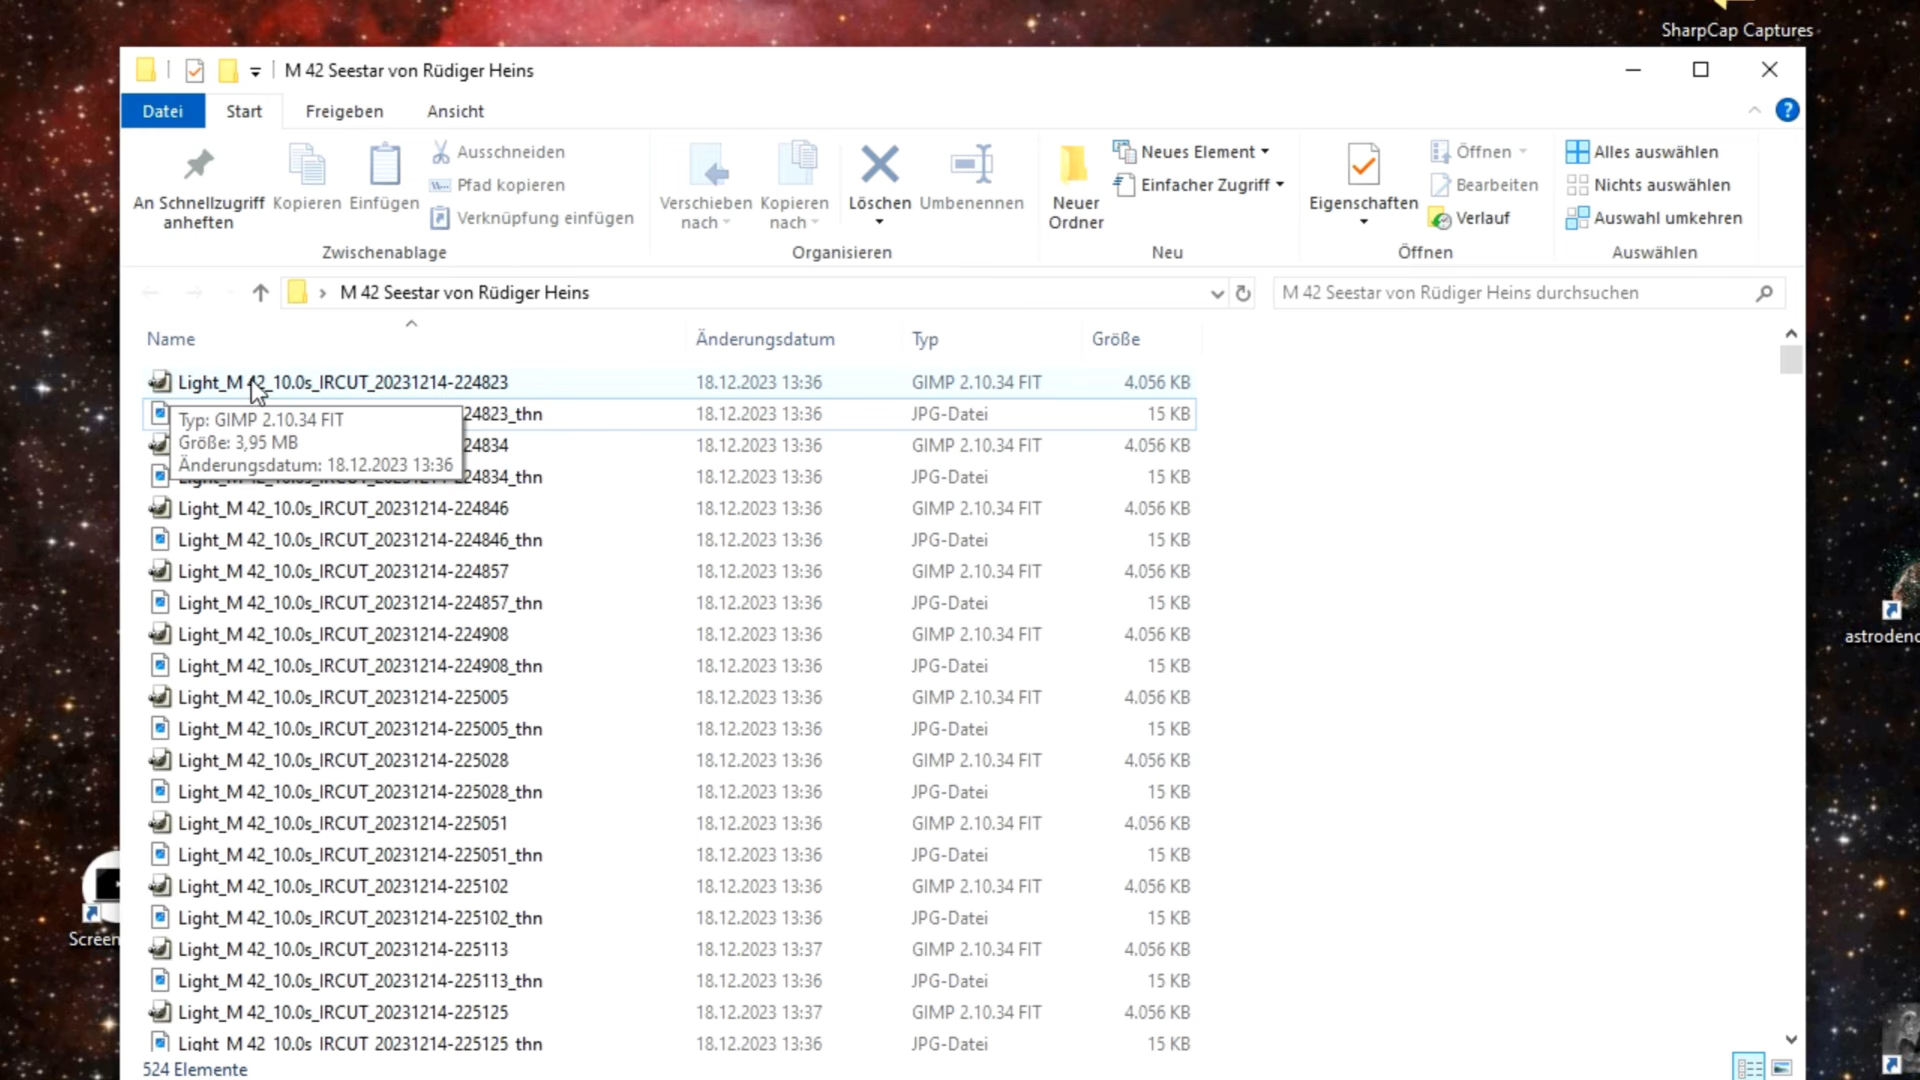 SharpCap Captures
M 42 Seestar von Rüdiger Heins
Datei
Start
Freigeben
Ansicht
An Schnellzugriff
anheften
Kopieren
Einfügen
Ausschneiden
Pfad kopieren
Verknüpfung einfügen
Zwischenablage
Verschieben
nach
Kopieren
nach
Löschen
Umbenennen
Organisieren
Neuer
Ordner
Neues Element
Einfacher Zugriff
Neu
Eigenschaften
Öffnen
Bearbeiten
Verlauf
Öffnen
Alles auswählen
Nichts auswählen
Auswahl umkehren
Auswählen
M 42 Seestar von Rüdiger Heins
M 42 Seestar von Rüdiger Heins durchsuchen
Name Änderungsdatum Typ Größe
Light_M 42_10.0s_IRCUT_20231214-224823 18.12.2023 13:36 GIMP 2.10.34 FIT 4.056 KB
24823_thn 18.12.2023 13:36 JPG-Datei 15 KB
Typ: GIMP 2.10.34 FIT
Größe: 3,95 MB
Änderungsdatum: 18.12.2023 13:36
24834 18.12.2023 13:36 GIMP 2.10.34 FIT 4.056 KB
24834_thn 18.12.2023 13:36 JPG-Datei 15 KB
Light_M 42_10.0s_IRCUT_20231214-224846 18.12.2023 13:36 GIMP 2.10.34 FIT 4.056 KB
Light_M 42_10.0s_IRCUT_20231214-224846_thn 18.12.2023 13:36 JPG-Datei 15 KB
Light_M 42_10.0s_IRCUT_20231214-224857 18.12.2023 13:36 GIMP 2.10.34 FIT 4.056 KB
Light_M 42_10.0s_IRCUT_20231214-224857_thn 18.12.2023 13:36 JPG-Datei 15 KB
Light_M 42_10.0s_IRCUT_20231214-224908 18.12.2023 13:36 GIMP 2.10.34 FIT 4.056 KB
Light_M 42_10.0s_IRCUT_20231214-224908_thn 18.12.2023 13:36 JPG-Datei 15 KB
Light_M 42_10.0s_IRCUT_20231214-225005 18.12.2023 13:36 GIMP 2.10.34 FIT 4.056 KB
Light_M 42_10.0s_IRCUT_20231214-225005_thn 18.12.2023 13:36 JPG-Datei 15 KB
Light_M 42_10.0s_IRCUT_20231214-225028 18.12.2023 13:36 GIMP 2.10.34 FIT 4.056 KB
Light_M 42_10.0s_IRCUT_20231214-225028_thn 18.12.2023 13:36 JPG-Datei 15 KB
Light_M 42_10.0s_IRCUT_20231214-225051 18.12.2023 13:36 GIMP 2.10.34 FIT 4.056 KB
Light_M 42_10.0s_IRCUT_20231214-225051_thn 18.12.2023 13:36 JPG-Datei 15 KB
Light_M 42_10.0s_IRCUT_20231214-225102 18.12.2023 13:36 GIMP 2.10.34 FIT 4.056 KB
Light_M 42_10.0s_IRCUT_20231214-225102_thn 18.12.2023 13:36 JPG-Datei 15 KB
Light_M 42_10.0s_IRCUT_20231214-225113 18.12.2023 13:37 GIMP 2.10.34 FIT 4.056 KB
Light_M 42_10.0s_IRCUT_20231214-225113_thn 18.12.2023 13:36 JPG-Datei 15 KB
Light_M 42_10.0s_IRCUT_20231214-225125 18.12.2023 13:37 GIMP 2.10.34 FIT 4.056 KB
Light_M 42_10.0s_IRCUT_20231214-225125_thn 18.12.2023 13:36 JPG-Datei 15 KB
524 Elemente
Screen
astrodeno